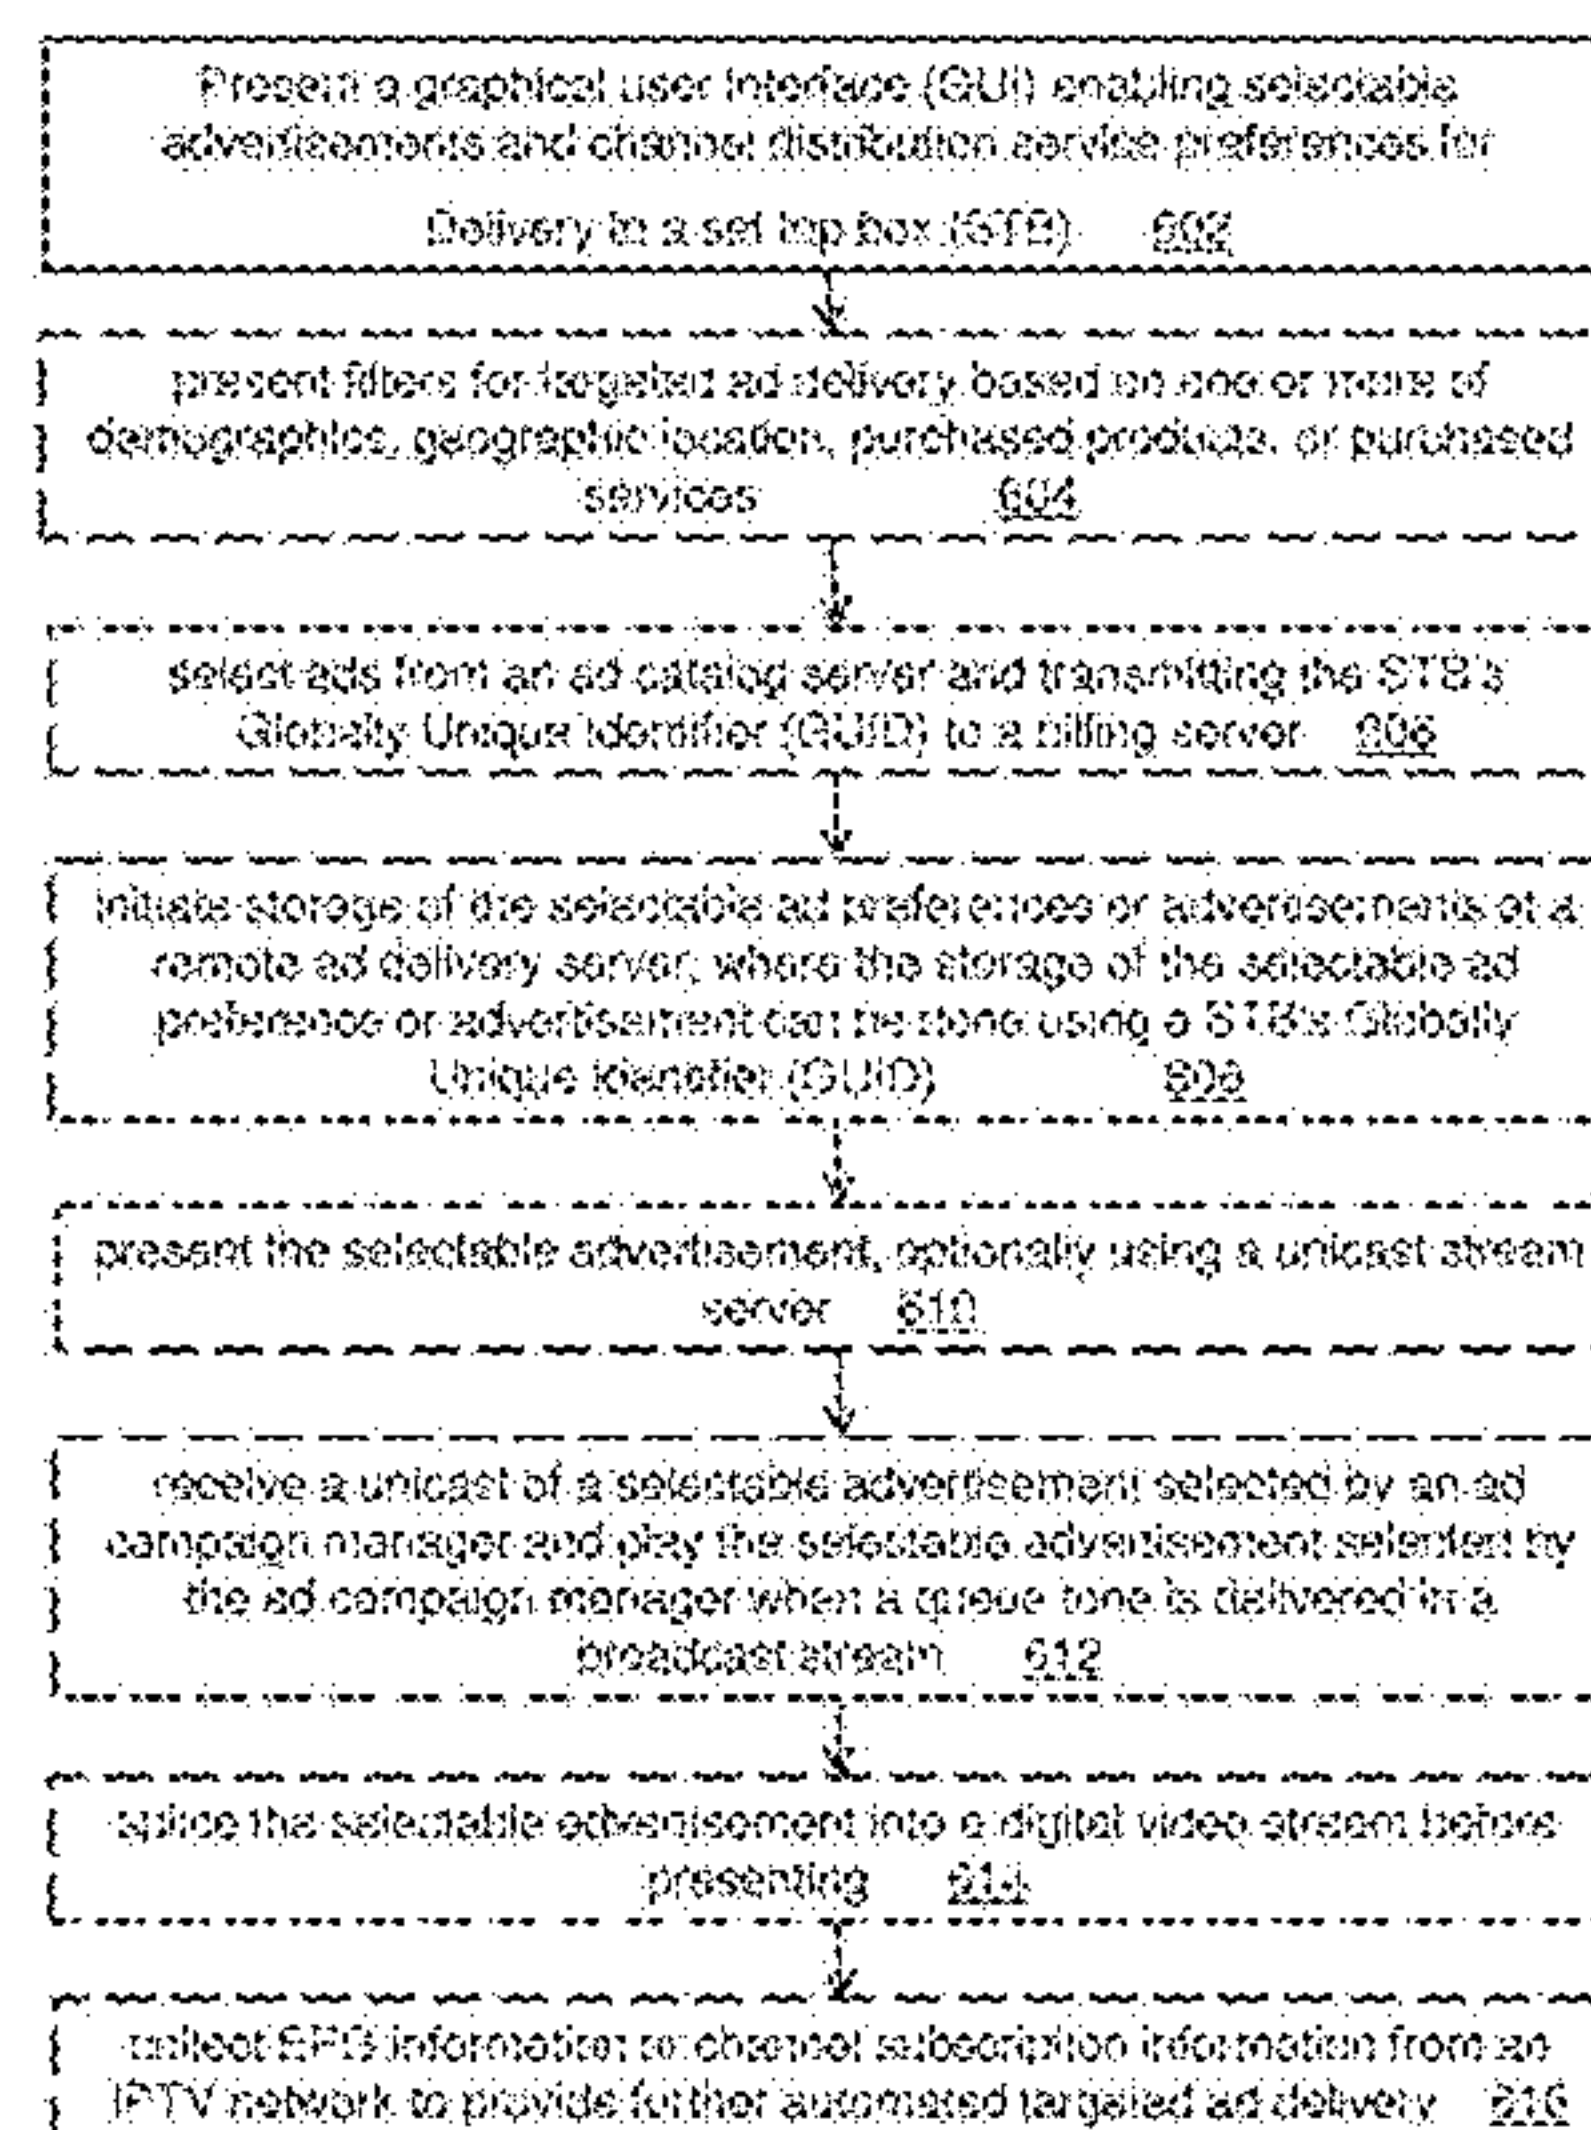 Present a graphical user interface (GUI) enabling selectable
advertisements and channel distribution service preferences for
Delivery to a set top box (STB) 602
present filters for targeted ad delivery based on one or more of
demographics, geographic location, purchased products, or purchased
services 604
select ads from an ad catalog server and transmitting the STB's
Globally Unique Identifier (GUID) to a billing server 606
initiate storage of the selectable ad preferences or advertisements at a
remote ad delivery server, where the storage of the selectable ad
preference or advertisement can be done using a STB's Globally
Unique Identifier (GUID) 608
present the selectable advertisement, optionally using a unicast stream
server 610
receive a unicast of a selectable advertisement selected by an ad
campaign manager and play the selectable advertisement selected by
the ad campaign manager when a queue tone is delivered in a
broadcast stream 612
splice the selectable advertisement into a digital video stream before
presenting 614
collect EPG information or channel subscription information from an
IPTV network to provide further automated targeted ad delivery 616